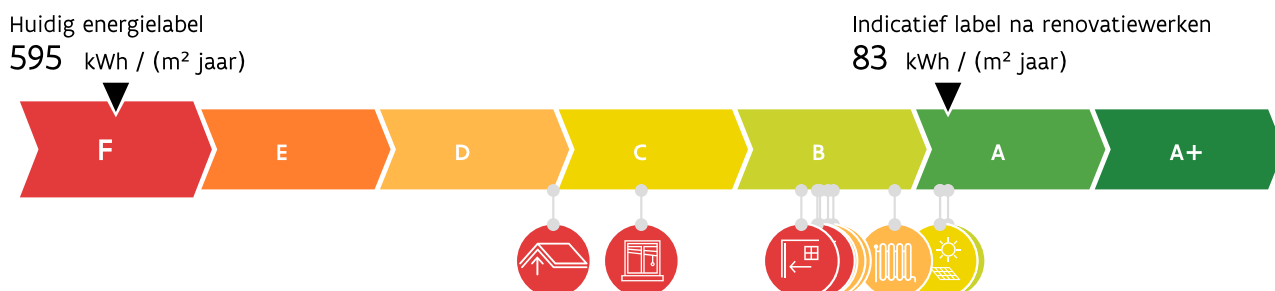 Huidig energielabel
595 kWh / (m² jaar)
Indicatief label na renovatiewerken
83 kWh / (m² jaar)
F E D C B A A+